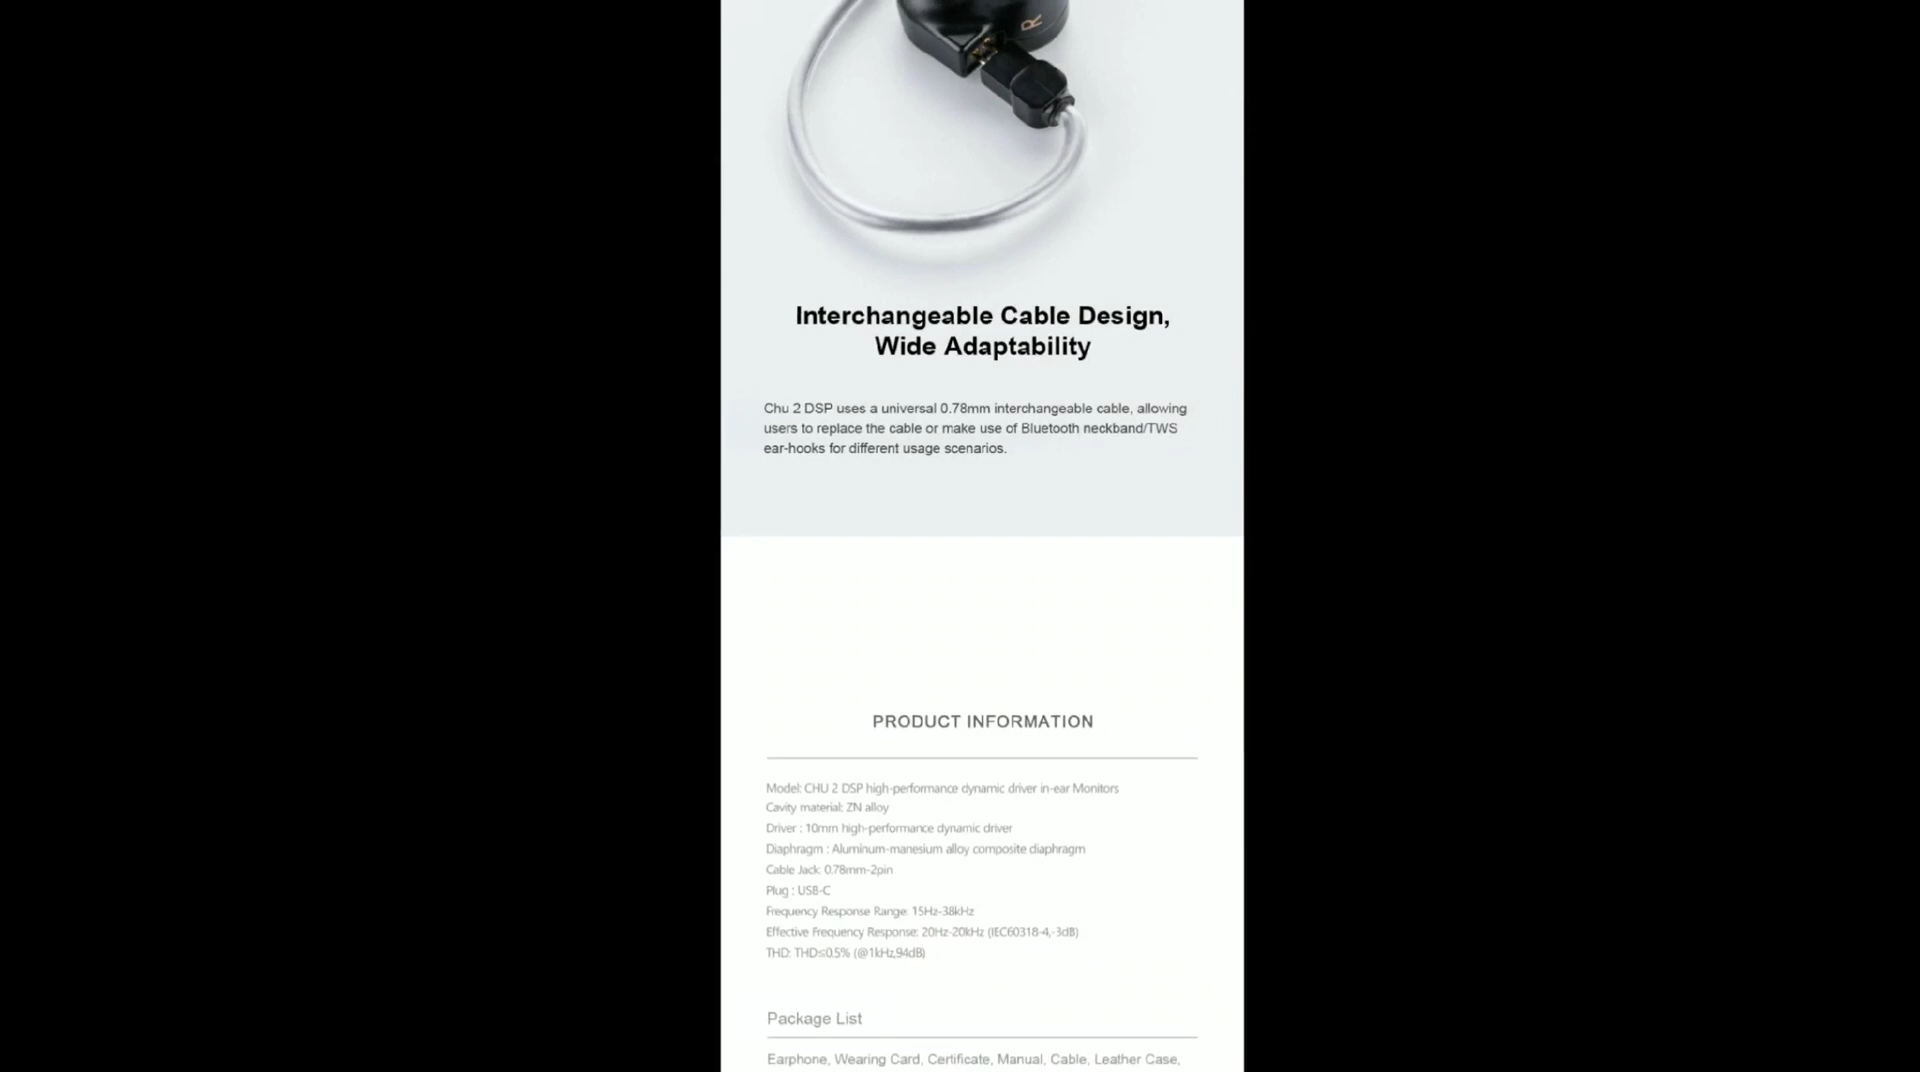 R
Interchangeable Cable Design,
Wide Adaptability
Chu 2 DSP uses a universal 0.78mm interchangeable cable, allowing
users to replace the cable or make use of Bluetooth neckband/TWS
ear-hooks for different usage scenarios.
PRODUCT INFORMATION
Model: CHU 2 DSP high-performance dynamic driver in-ear Monitors
Cavity material: ZN alloy
Driver : 10mm high-performance dynamic driver
Diaphragm : Aluminum-manesium alloy composite diaphragm
Cable Jack: 0.78mm-2pin
Plug : USB-C
Frequency Response Range: 15Hz-38kHz
Effective Frequency Response: 20Hz-20kHz (IEC60318-4,-3dB)
THD: THD≤0.5% (@1kHz,94dB)
Package List
Earphone, Wearing Card, Certificate, Manual, Cable, Leather Case,